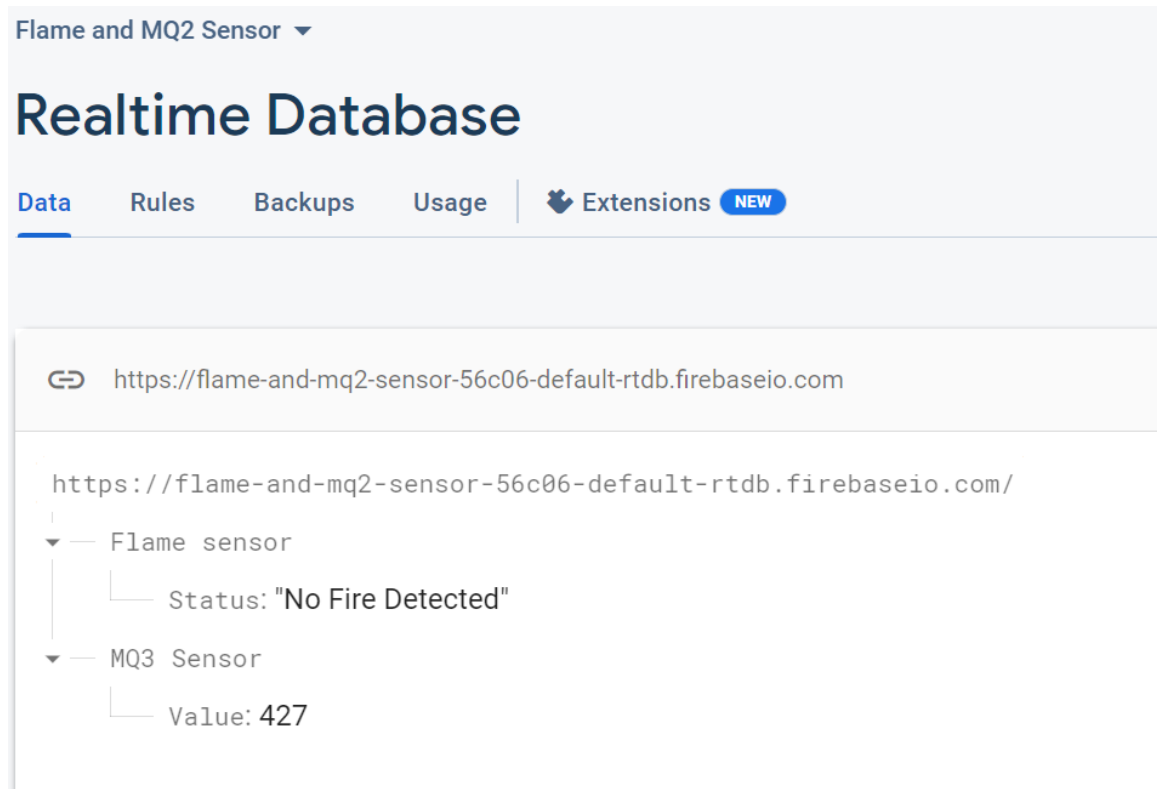 Flame and MQ2 Sensor
Realtime Database
Data Rules Backups Usage Extensions NEW
https://flame-and-mq2-sensor-56c06-default-rtdb.firebaseio.com
https://flame-and-mq2-sensor-56c06-default-rtdb.firebaseio.com/
Flame sensor
Status: "No Fire Detected"
MQ3 Sensor
Value: 427